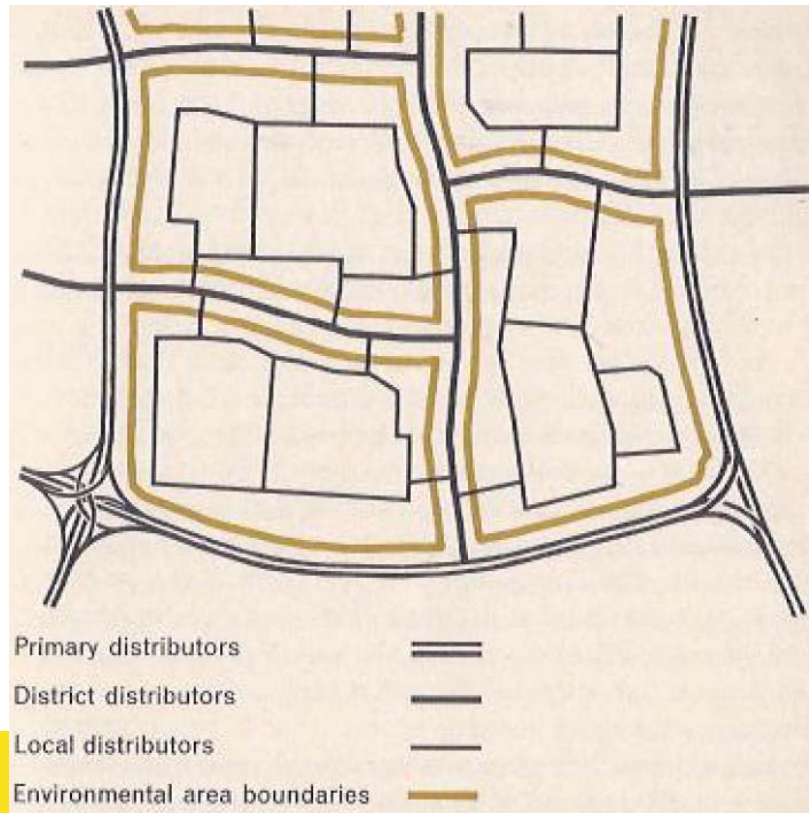 Primary distributors
District distributors
Local distributors
Environmental area boundaries